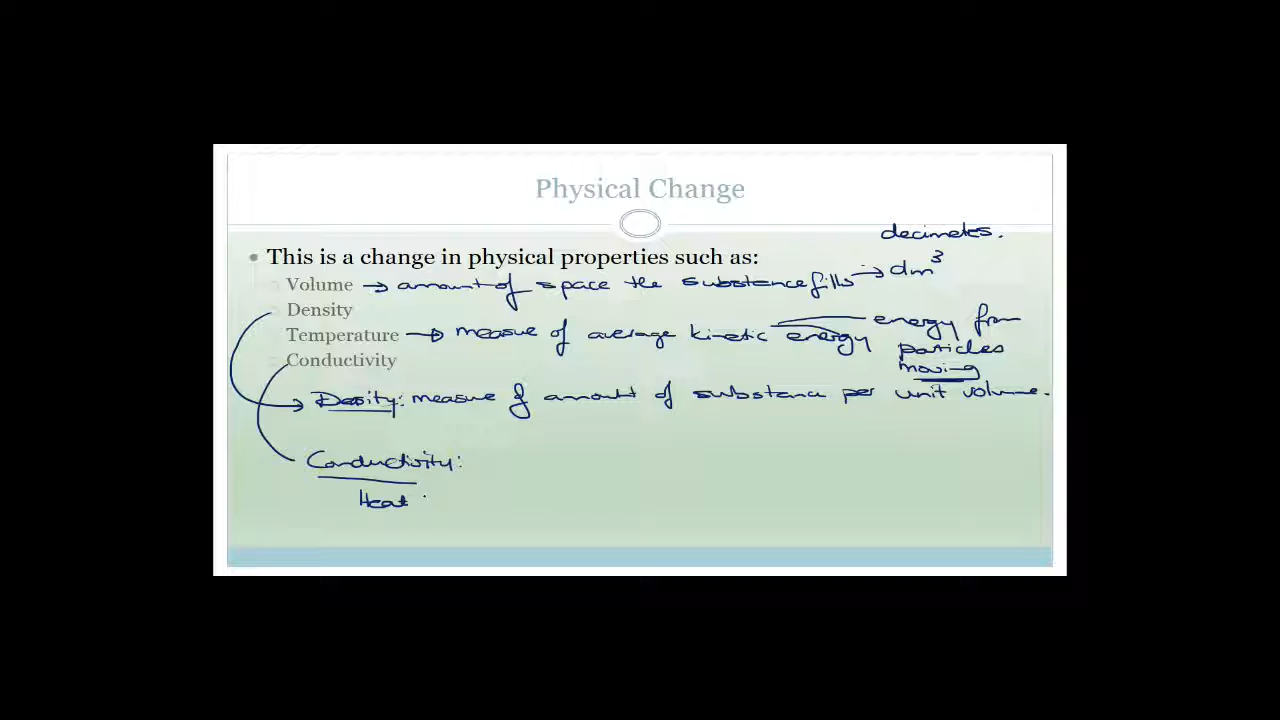 Physical Change
decimetes.
This is a change in physical properties such as:
Volume → amount of space the substance fills → dm³
Density
Temperature → measure of average kinetic energy energy from
particles
moving
Conductivity
Density: measure of amount of substance per unit volume.
Conductivity:
Heat